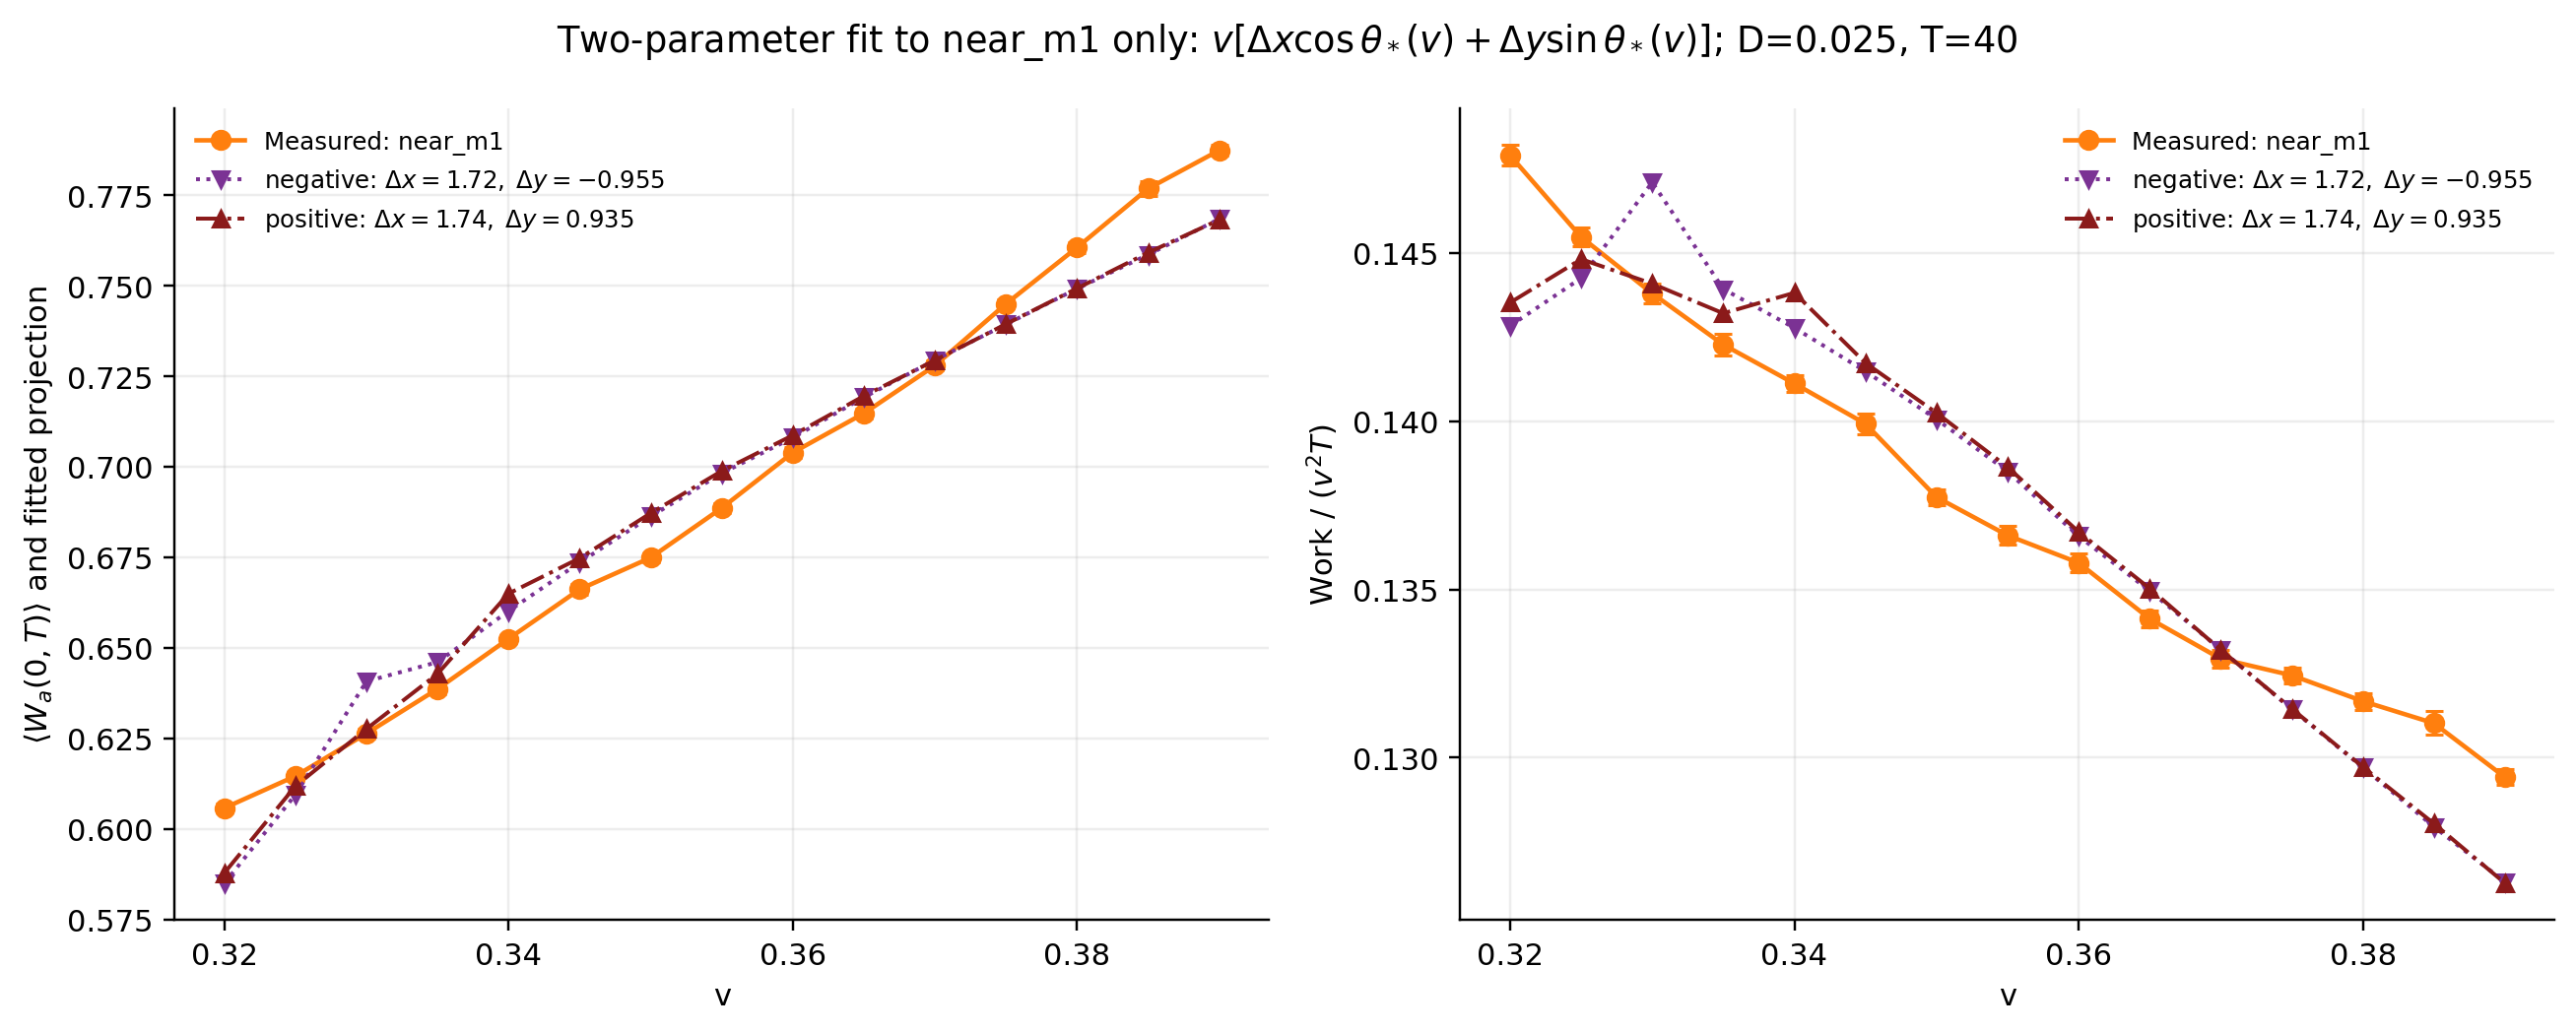 Two-parameter fit to near_m1 only: v[Δxcos θ_*(v) + Δysin θ_*(v)]; D=0.025, T=40
⟨W_a(0, T)⟩ and fitted projection
0.775
0.750
0.725
0.700
0.675
0.650
0.625
0.600
0.575
Measured: near_m1
negative: Δx = 1.72, Δy = −0.955
positive: Δx = 1.74, Δy = 0.935
0.32
0.34
0.36
0.38
v
Work / (v²T)
0.145
0.140
0.135
0.130
Measured: near_m1
negative: Δx = 1.72, Δy = −0.955
positive: Δx = 1.74, Δy = 0.935
0.32
0.34
0.36
0.38
v